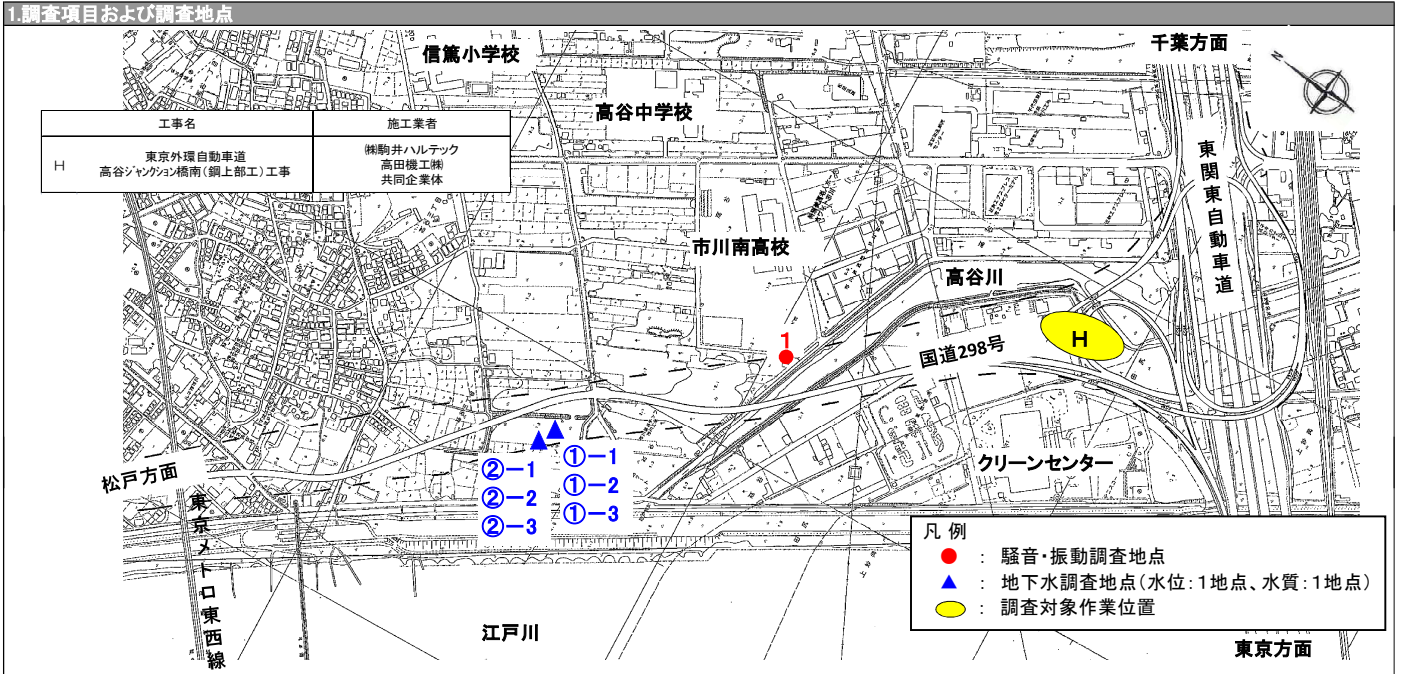 1.調査項目および調査地点
信篤小学校
千葉方面
N
高谷中学校
工事名 施工業者
H 東京外環自動車道 高谷ジャンクション橋南(鋼上部工)工事
㈱駒井ハルテック
高田機工㈱
共同企業体
東関東自動車道
市川南高校
高谷川
1
国道298号
H
松戸方面
②-1
②-2
②-3
①-1
①-2
①-3
クリーンセンター
東京メトロ東西線
凡 例
： 騒音・振動調査地点
： 地下水調査地点(水位：1地点、水質：1地点)
： 調査対象作業位置
江戸川
東京方面